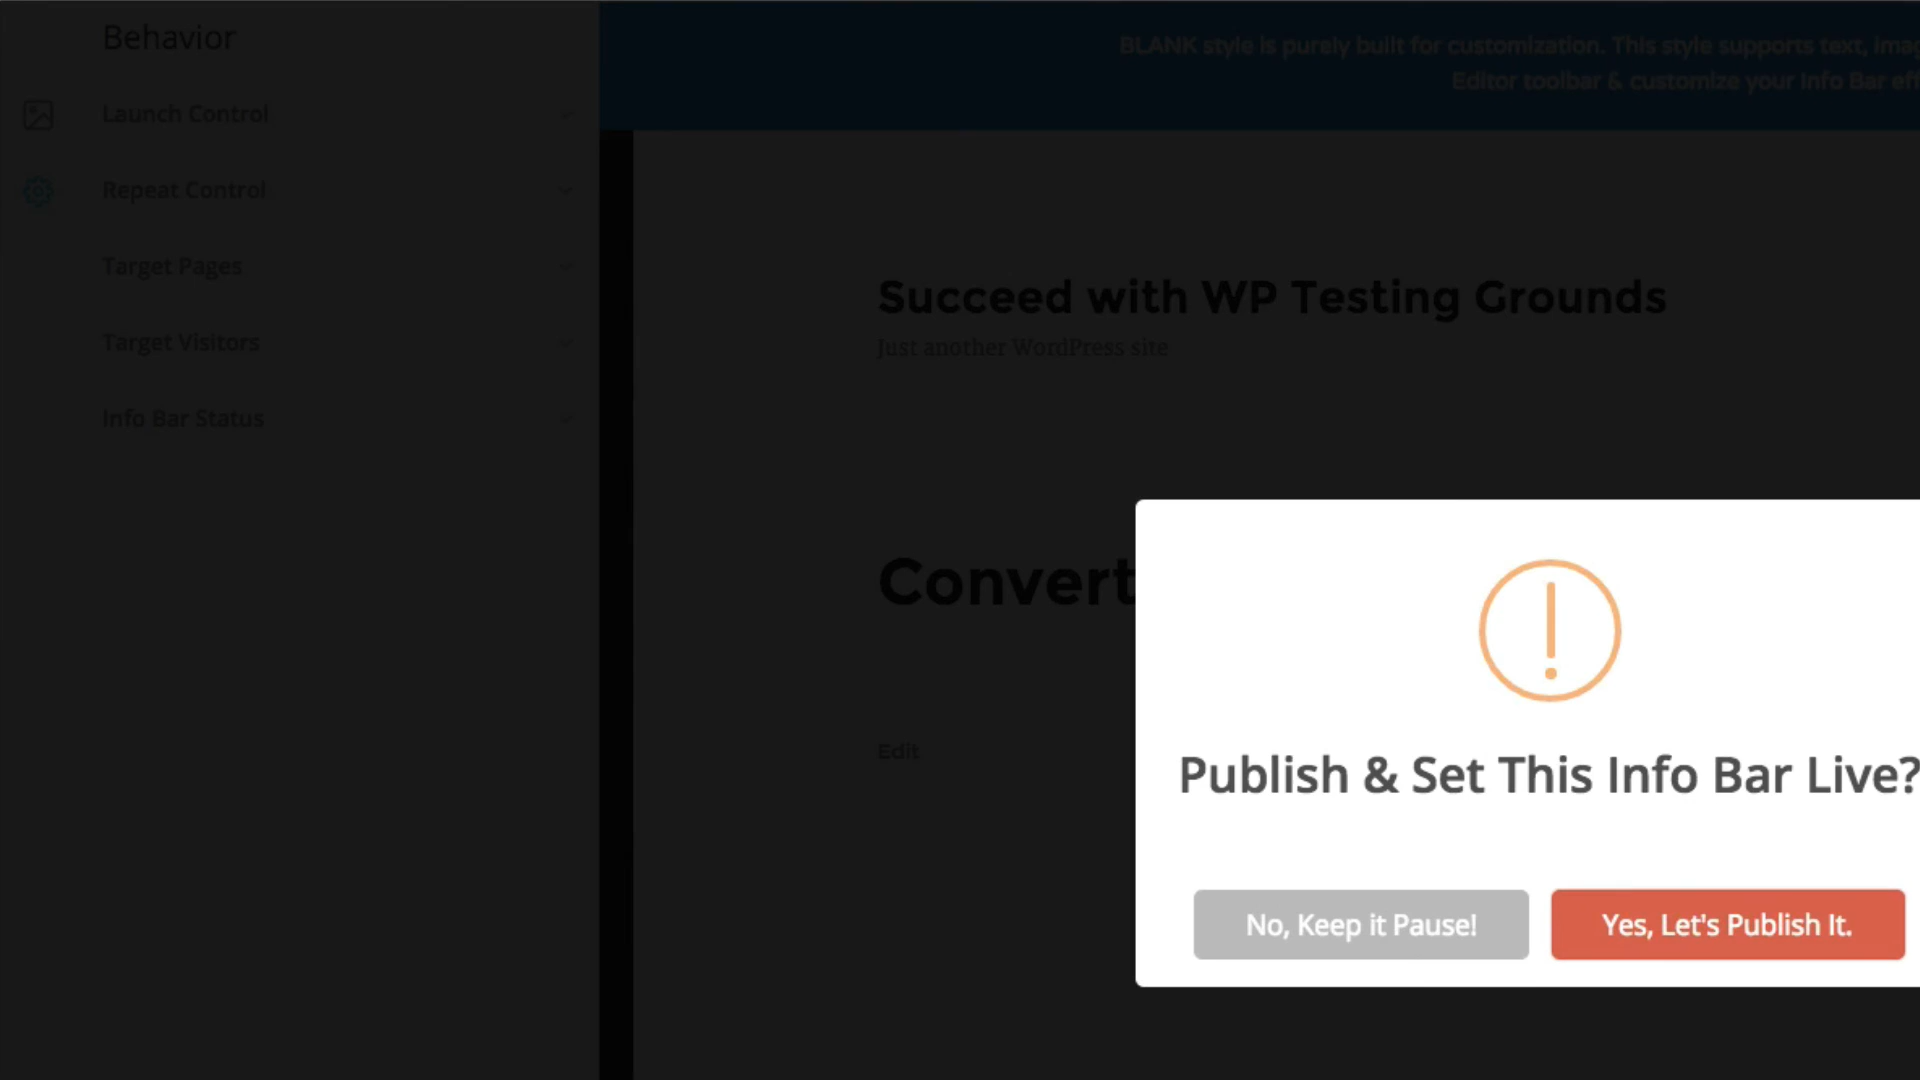 Behavior
Launch Control
Repeat Control
Target Pages
Target Visitors
Info Bar Status
BLANK style is purely built for customization. This style supports text,
Editor toolbar & customize your Info Bar
Succeed with WP Testing Grounds
Just another WordPress site
Convert
Edit
Publish & Set This Info Bar Live?
No, Keep it Pause!
Yes, Let's Publish It.